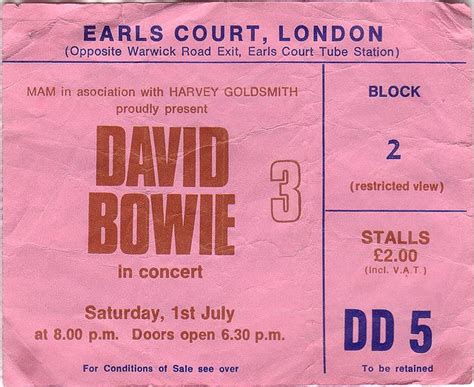 EARLS COURT, LONDON
(Opposite Warwick Road Exit, Earls Court Tube Station)
MAM in association with HARVEY GOLDSMITH
proudly present
DAVID
BOWIE
3
in concert
Saturday, 1st July
at 8.00 p.m. Doors open 6.30 p.m.
For Conditions of Sale see over
BLOCK
2
(restricted view)
STALLS
£2.00
(incl. V.A.T.)
DD 5
To be retained